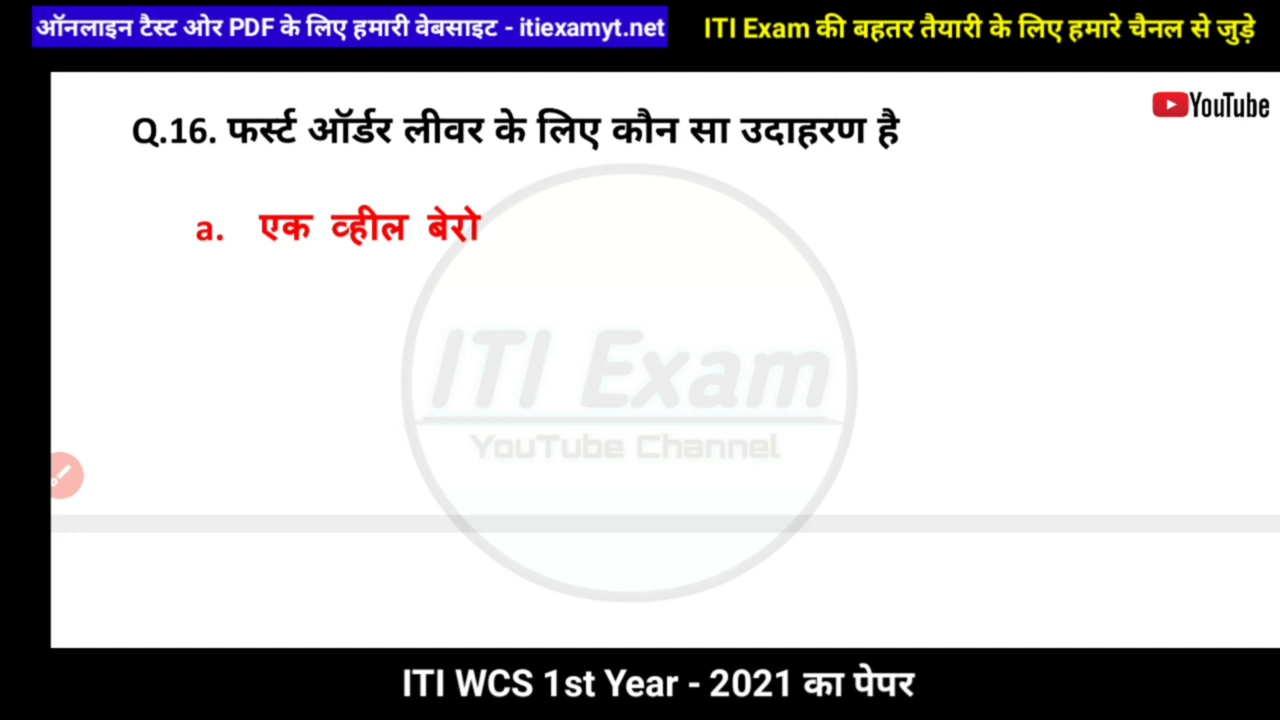 ऑनलाइन टैस्ट ओर PDF के लिए हमारी वेबसाइट - itiexamyt.net
ITI Exam की बहतर तैयारी के लिए हमारे चैनल से जुड़े
YouTube
Q.16. फर्स्ट ऑर्डर लीवर के लिए कौन सा उदाहरण है
a. एक व्हील बेरो
ITI Exam
YouTube Channel
ITI WCS 1st Year - 2021 का पेपर